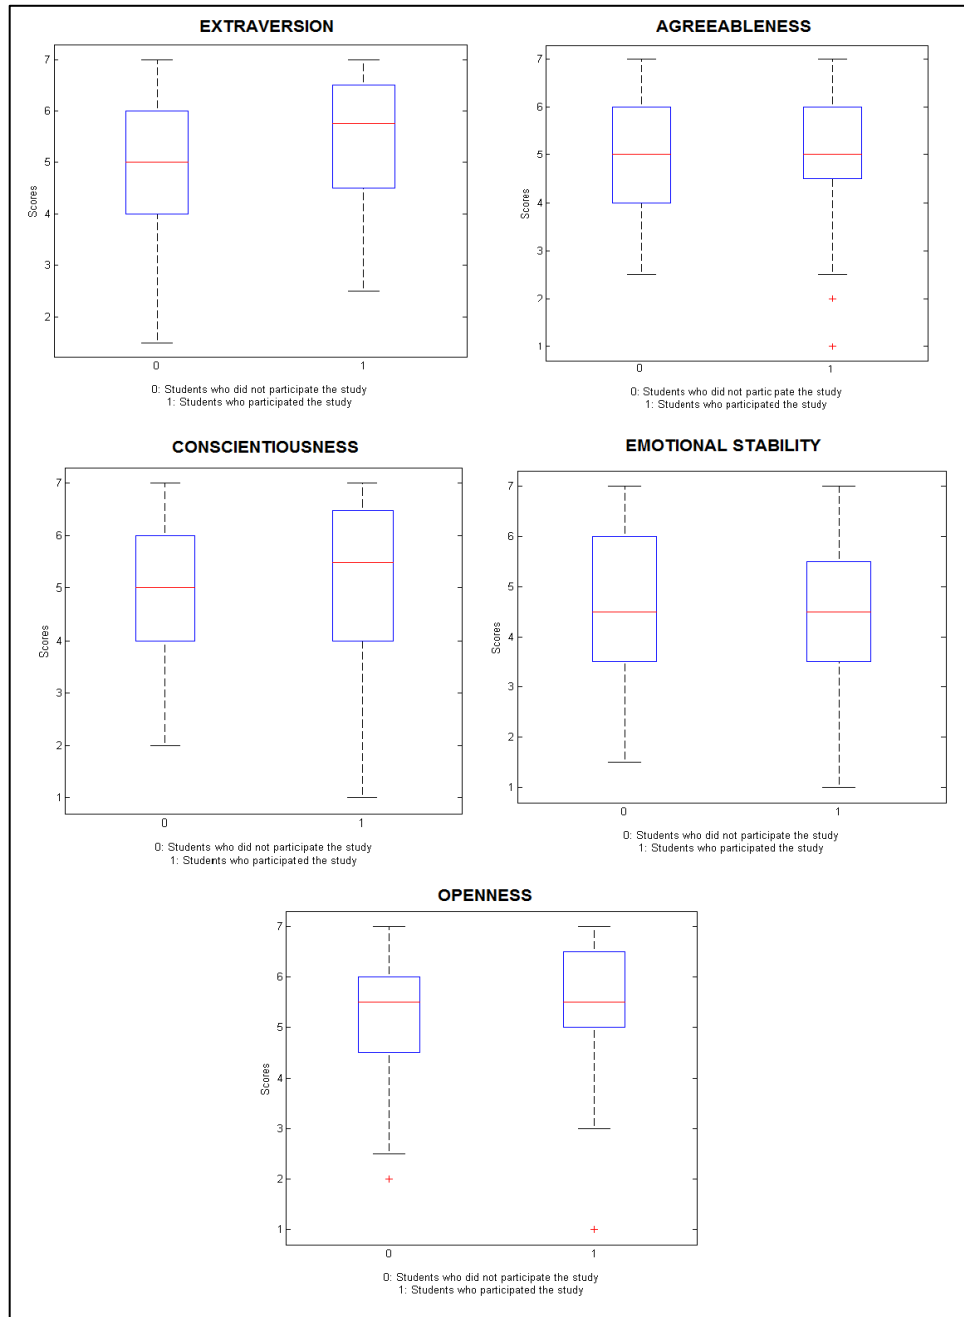 EXTRAVERSION
7
6
5
4
3
2
Scores
0 1
0: Students who did not participate the study
1: Students who participated the study
AGREEABLENESS
7
6
5
4
3
2
1
Scores
0 1
0: Students who did not participate the study
1: Students who participated the study
CONSCIENTIOUSNESS
7
6
5
4
3
2
1
Scores
0 1
0: Students who did not participate the study
1: Students who participated the study
EMOTIONAL STABILITY
7
6
5
4
3
2
1
Scores
0 1
0: Students who did not participate the study
1: Students who participated the study
OPENNESS
7
6
5
4
3
2
1
Scores
0 1
0: Students who did not participate the study
1: Students who participated the study